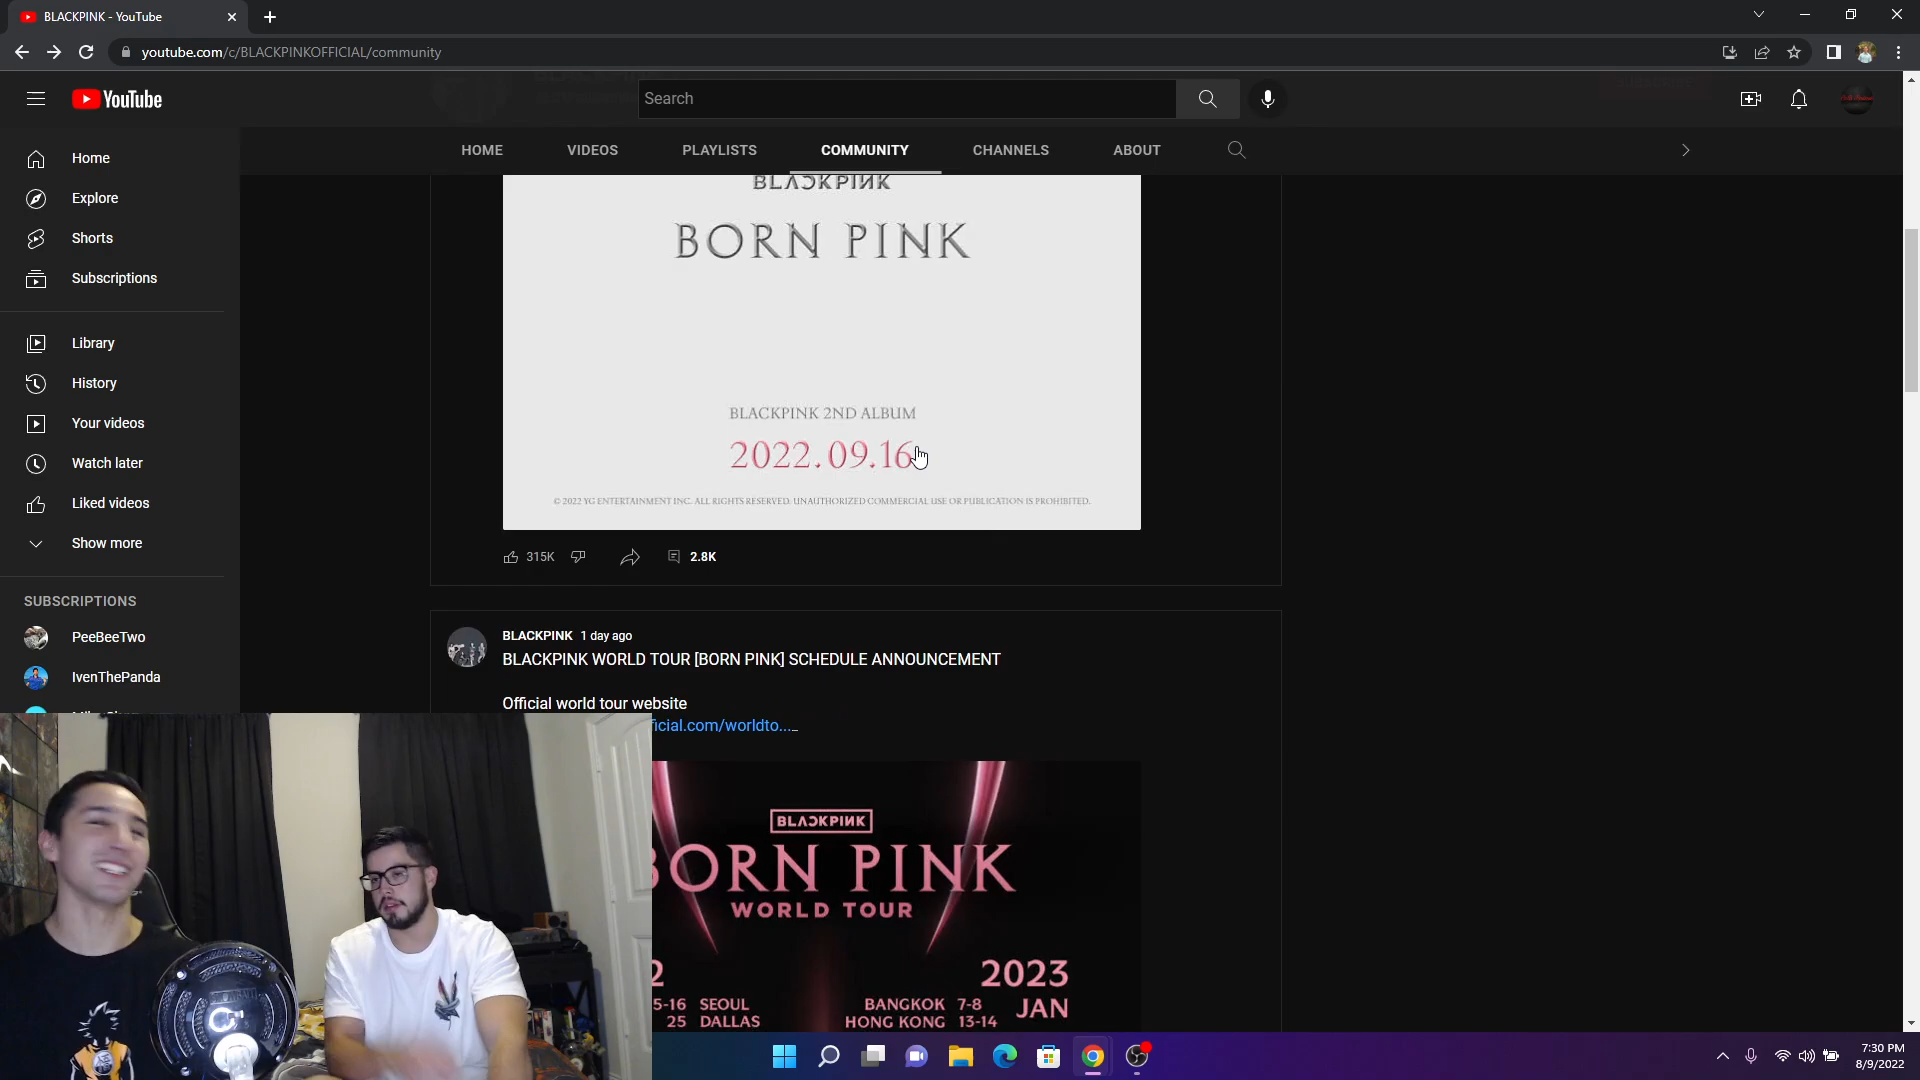 BLACKPINK - YouTube
youtube.com/c/BLACKPINKOFFICIAL/community
YouTube
Search
HOME
VIDEOS
PLAYLISTS
COMMUNITY
CHANNELS
ABOUT
Home
Explore
Shorts
Subscriptions
Library
History
Your videos
Watch later
Liked videos
Show more
SUBSCRIPTIONS
PeeBeeTwo
IvenThePanda
BLACKPINK
BORN PINK
BLACKPINK 2ND ALBUM
2022.09.16
© 2022 YG ENTERTAINMENT INC. ALL RIGHTS RESERVED. UNAUTHORIZED COMMERCIAL USE OR PUBLICATION IS PROHIBITED.
315K
2.8K
BLACKPINK 1 day ago
BLACKPINK WORLD TOUR [BORN PINK] SCHEDULE ANNOUNCEMENT
Official world tour website
ficial.com/worldto...
BLACKPINK
BORN PINK
WORLD TOUR
2 2023
5-16 SEOUL BANGKOK 7-8 JAN
25 DALLAS HONG KONG 13-14
7:30 PM
8/9/2022